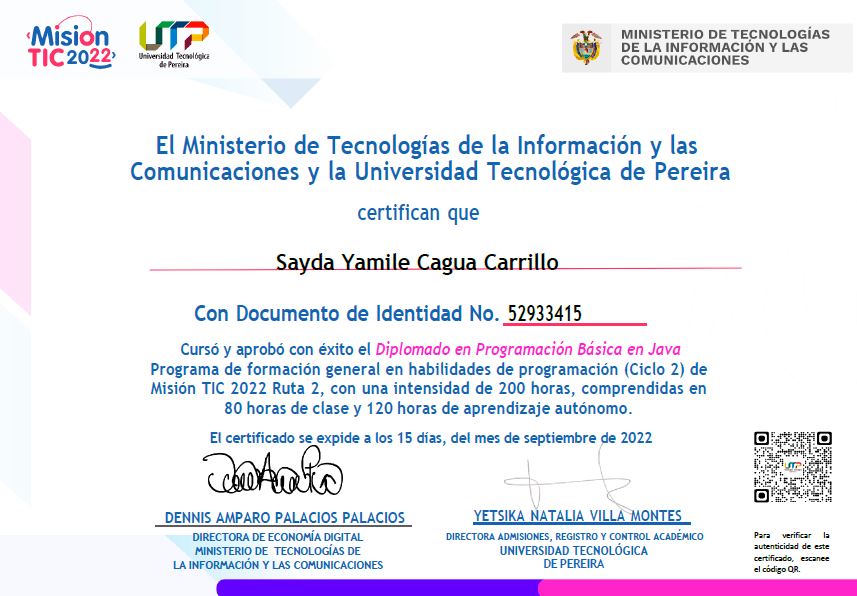 Misión
TIC 2022
UTP
Universidad Tecnológica
de Pereira
MINISTERIO DE TECNOLOGÍAS
DE LA INFORMACIÓN Y LAS
COMUNICACIONES
El Ministerio de Tecnologías de la Información y las
Comunicaciones y la Universidad Tecnológica de Pereira
certifican que
Sayda Yamile Cagua Carrillo
Con Documento de Identidad No. 52933415
Cursó y aprobó con éxito el Diplomado en Programación Básica en Java
Programa de formación general en habilidades de programación (Ciclo 2) de
Misión TIC 2022 Ruta 2, con una intensidad de 200 horas, comprendidas en
80 horas de clase y 120 horas de aprendizaje autónomo.
El certificado se expide a los 15 días, del mes de septiembre de 2022
DENNIS AMPARO PALACIOS PALACIOS
DIRECTORA DE ECONOMÍA DIGITAL
MINISTERIO DE TECNOLOGÍAS DE
LA INFORMACIÓN Y LAS COMUNICACIONES
YETSIKA NATALIA VILLA MONTES
DIRECTORA ADMISIONES, REGISTRO Y CONTROL ACADÉMICO
UNIVERSIDAD TECNOLÓGICA
DE PEREIRA
UTP
Para verificar la
autenticidad de este
certificado, escanee
el código QR.